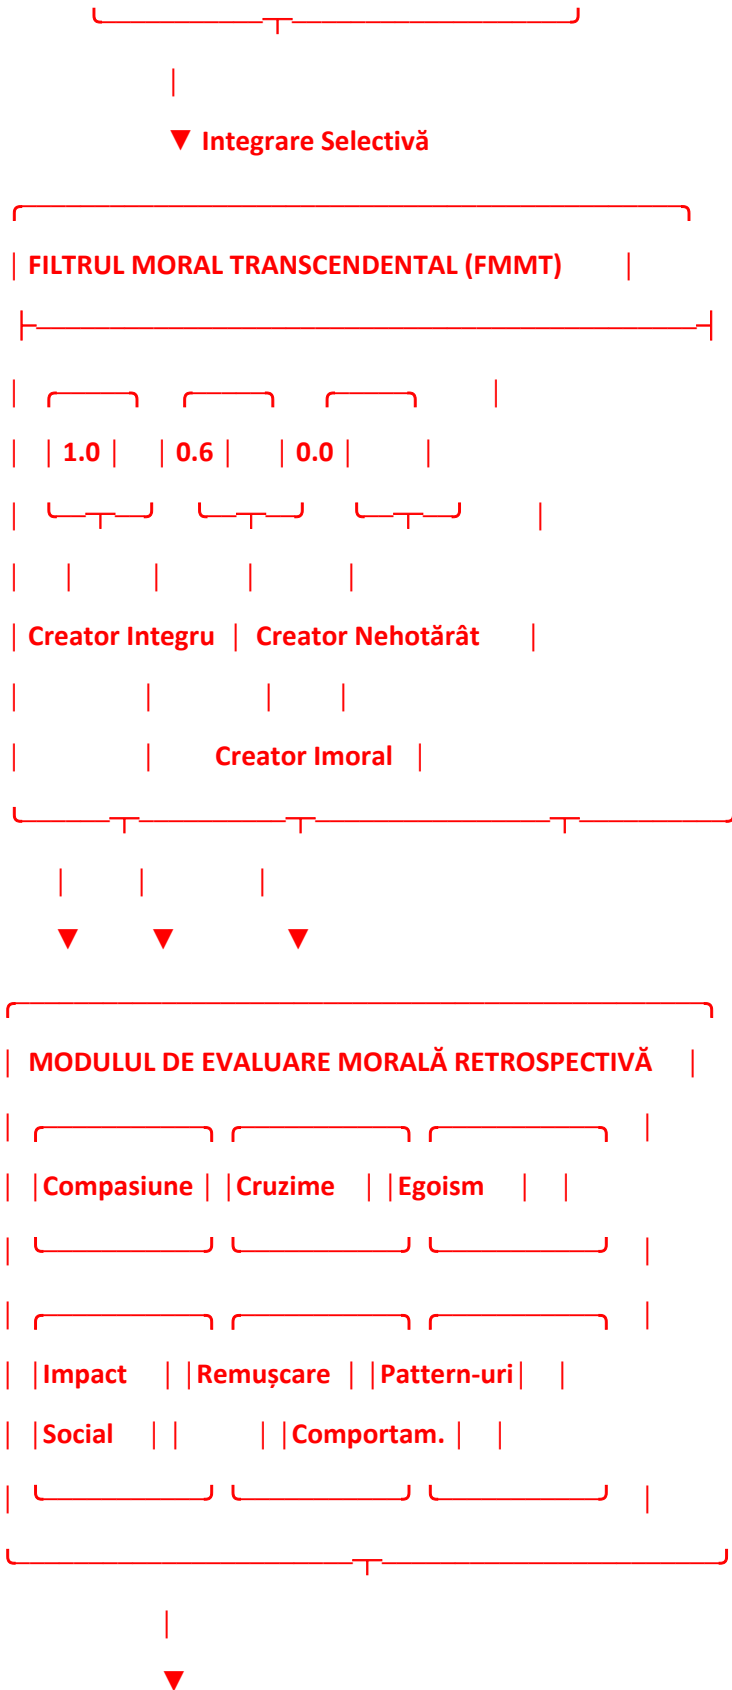 ▼ Integrare Selectivă
FILTRUL MORAL TRANSCENDENTAL (FMMT)
1.0 0.6 0.0
Creator Integru Creator Nehotărât
Creator Imoral
▼ ▼ ▼
MODULUL DE EVALUARE MORALĂ RETROSPECTIVĂ
Compasiune Cruzime Egoism
Impact Remușcare Pattern-uri
Social Comportam.
▼